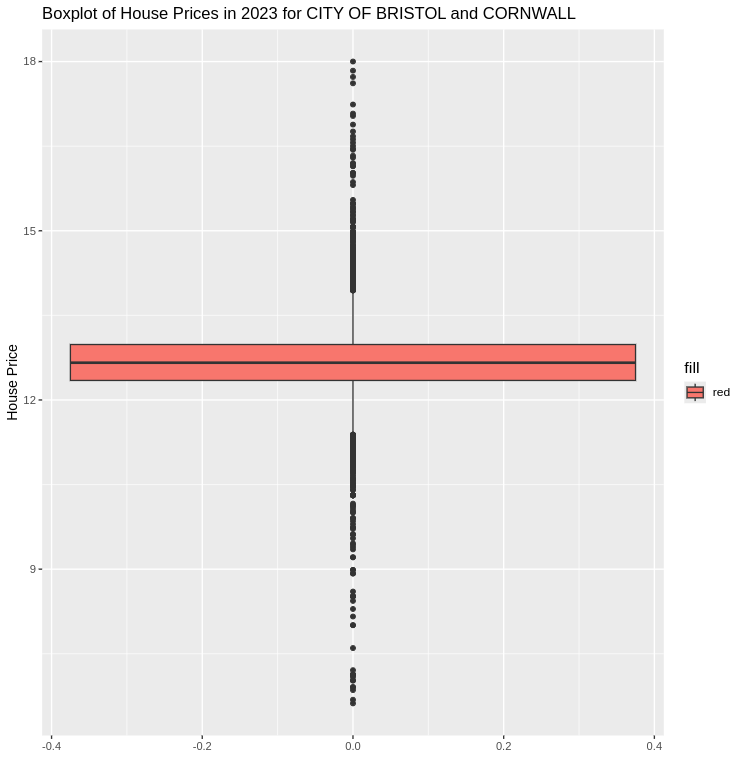 Boxplot of House Prices in 2023 for CITY OF BRISTOL and CORNWALL
House Price
18
15
12
9
-0.4
-0.2
0.0
0.2
0.4
fill
red